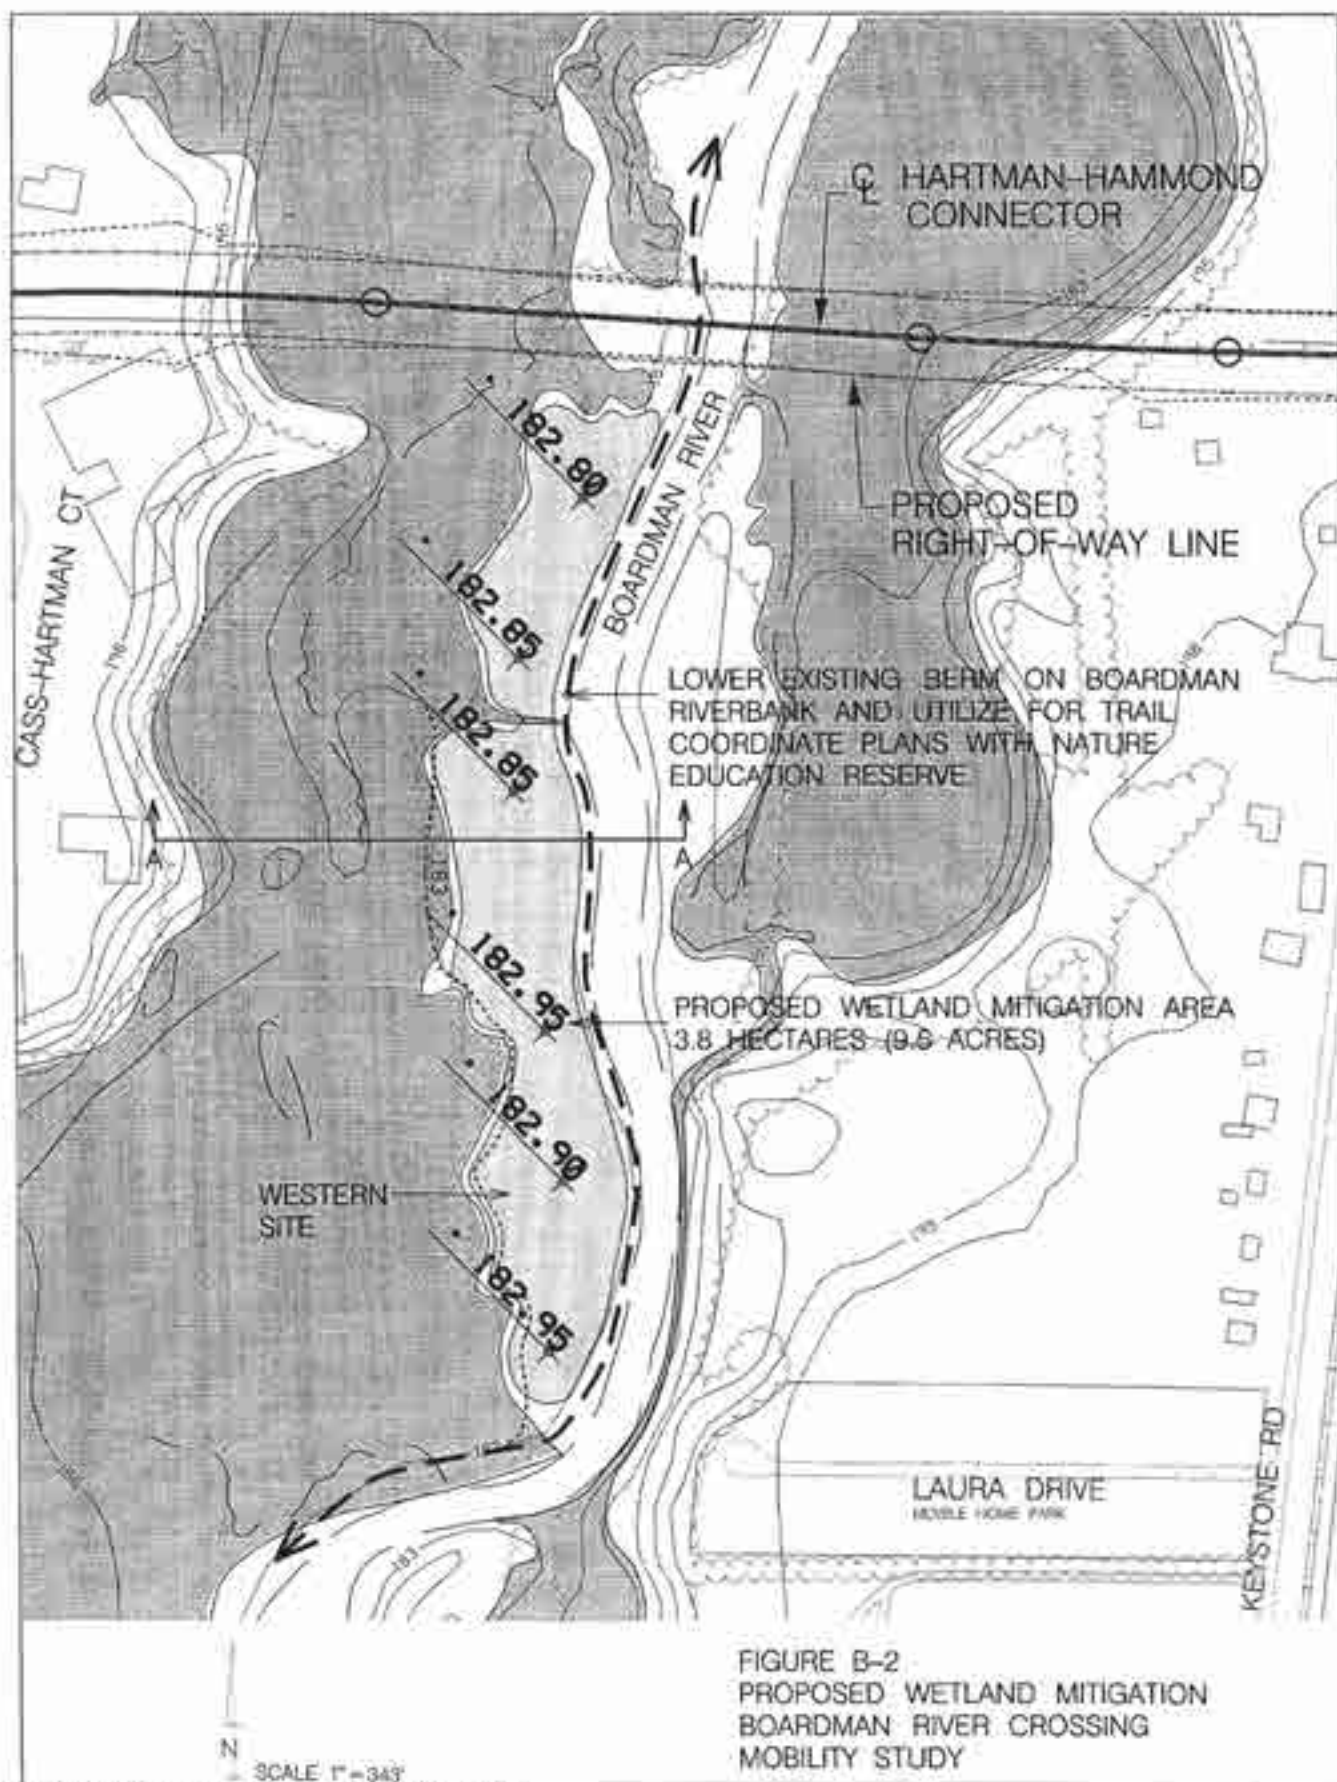 ℄ HARTMAN-HAMMOND
CONNECTOR
195
183
182.80
BOARDMAN RIVER
PROPOSED
RIGHT-OF-WAY LINE
CASS-HARTMAN CT
182.85
LOWER EXISTING BERM ON BOARDMAN
RIVERBANK AND UTILIZE FOR TRAIL
COORDINATE PLANS WITH NATURE
EDUCATION RESERVE
182.85
A
A
183
182.95
PROPOSED WETLAND MITIGATION AREA
3.8 HECTARES (9.5 ACRES)
182.90
WESTERN
SITE
182.95
183
LAURA DRIVE
MOBILE HOME PARK
KEYSTONE RD
FIGURE B-2
PROPOSED WETLAND MITIGATION
BOARDMAN RIVER CROSSING
MOBILITY STUDY
N
SCALE 1"=343'